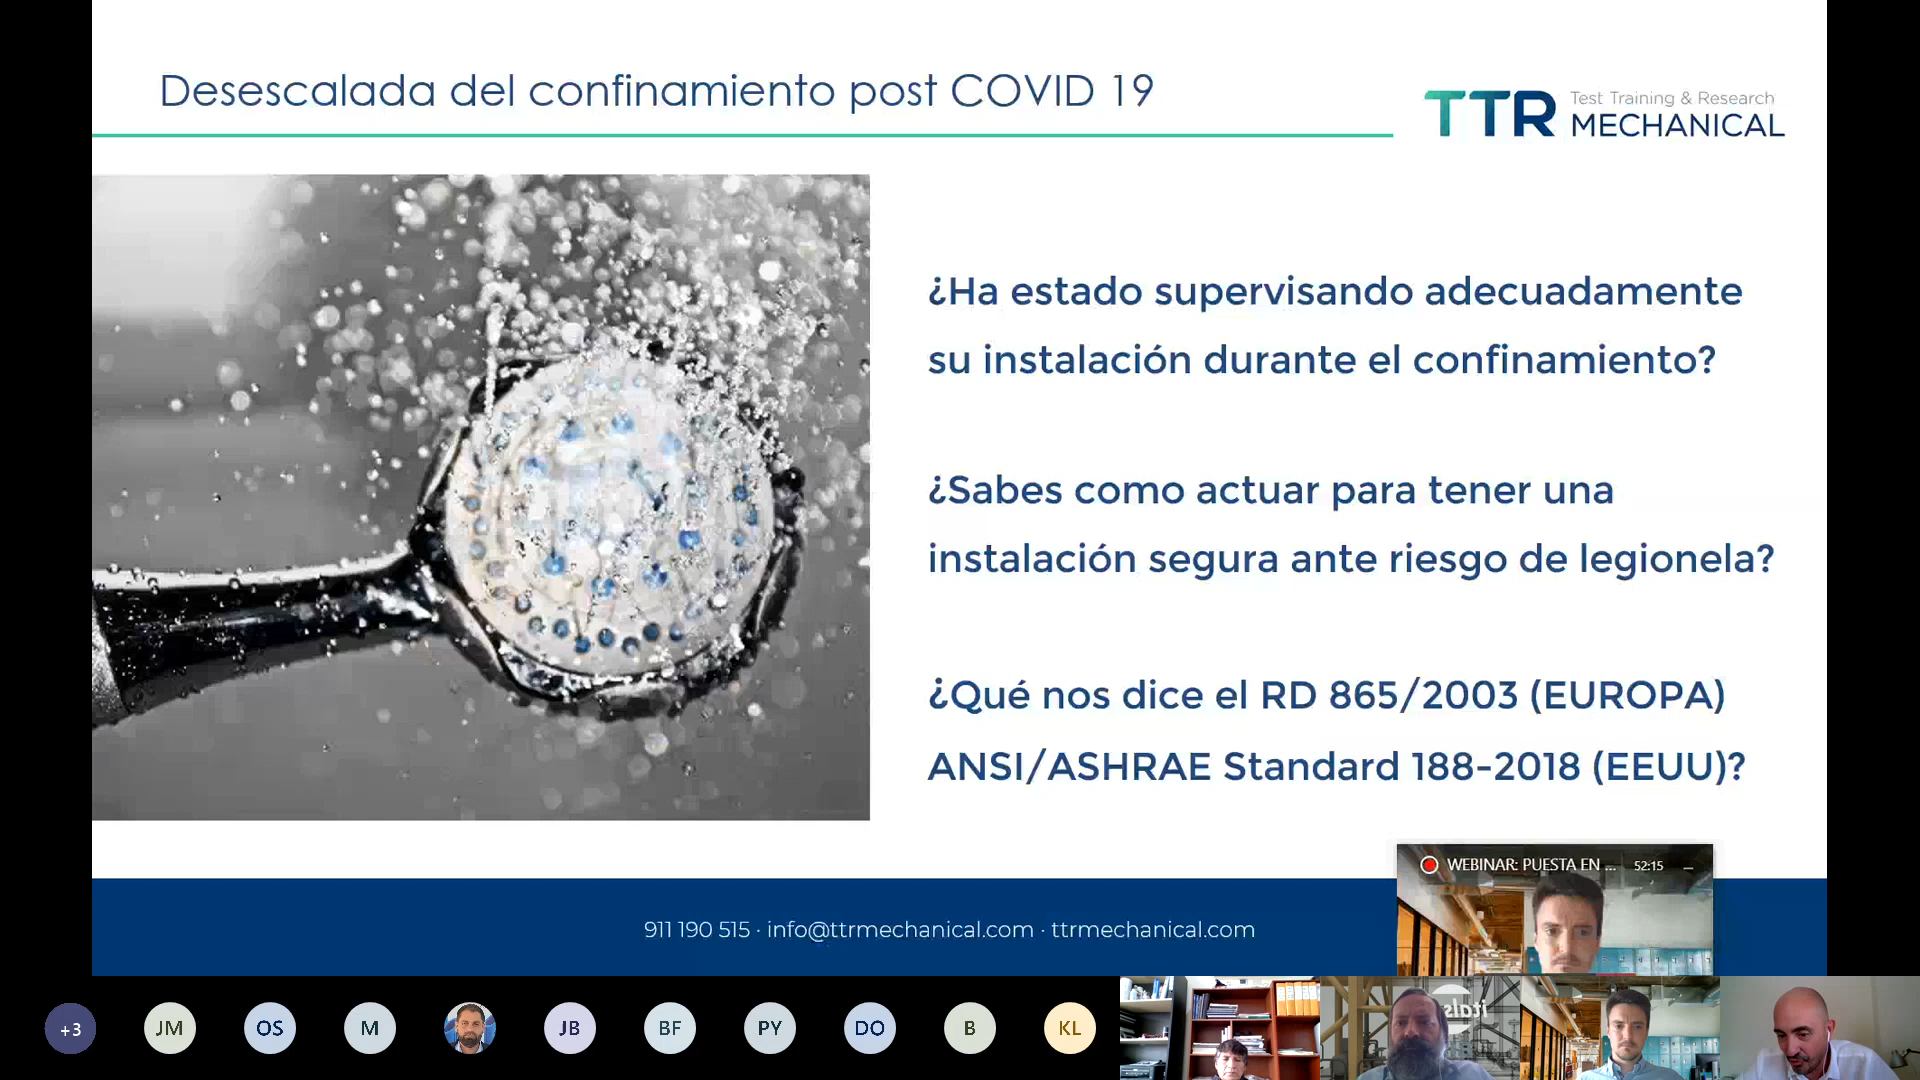 Desescalada del confinamiento post COVID 19
TTR Test Training & Research
MECHANICAL
¿Ha estado supervisando adecuadamente
su instalación durante el confinamiento?
¿Sabes como actuar para tener una
instalación segura ante riesgo de legionela?
¿Qué nos dice el RD 865/2003 (EUROPA)
ANSI/ASHRAE Standard 188-2018 (EEUU)?
WEBINAR: PUESTA EN ... 52:15
911 190 515 · info@ttrmechanical.com · ttrmechanical.com
+3 JM OS M JB BF PY DO B KL